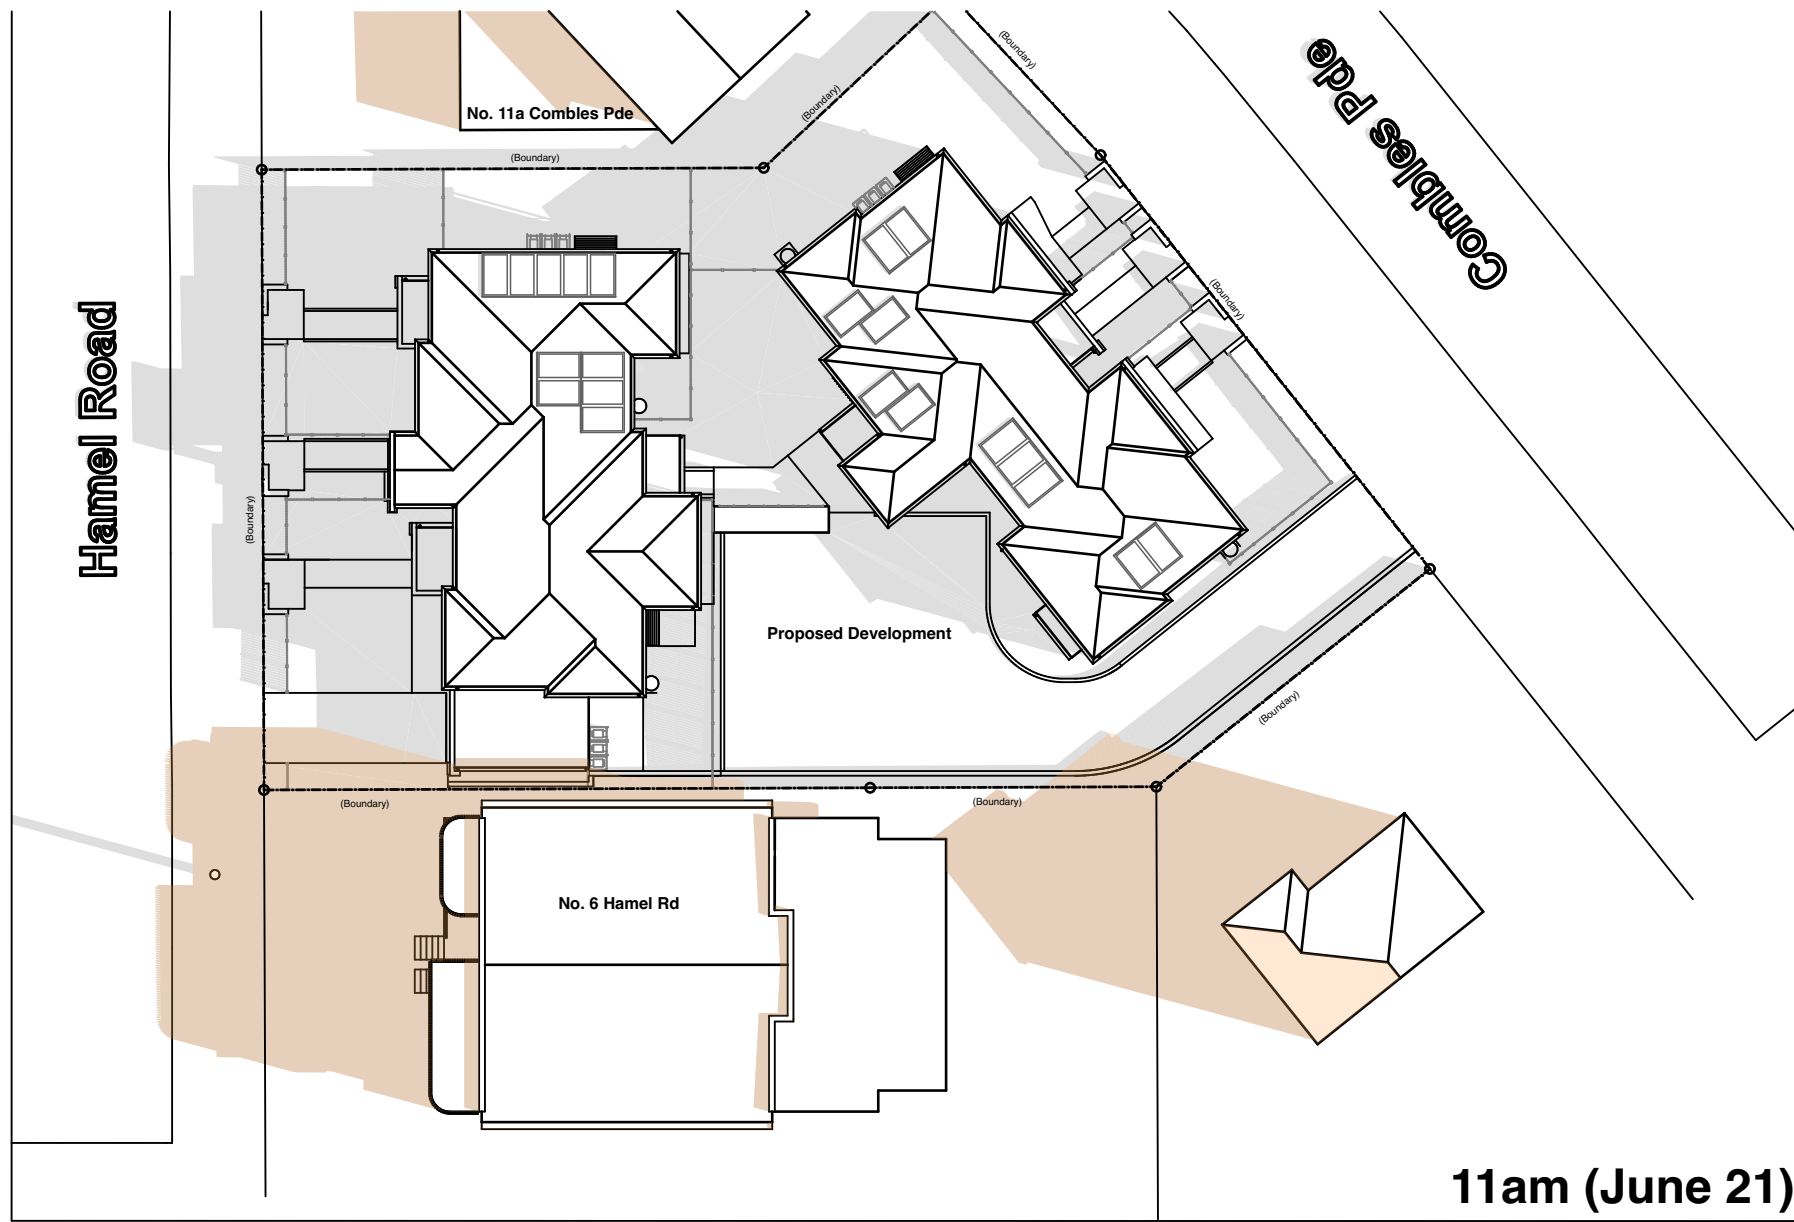 (Boundary)
Combles Pde
(Boundary)
No. 11a Combles Pde
(Boundary)
(Boundary)
Hamel Road
(Boundary)
Proposed Development
(Boundary)
(Boundary)
(Boundary)
No. 6 Hamel Rd
11am (June 21)